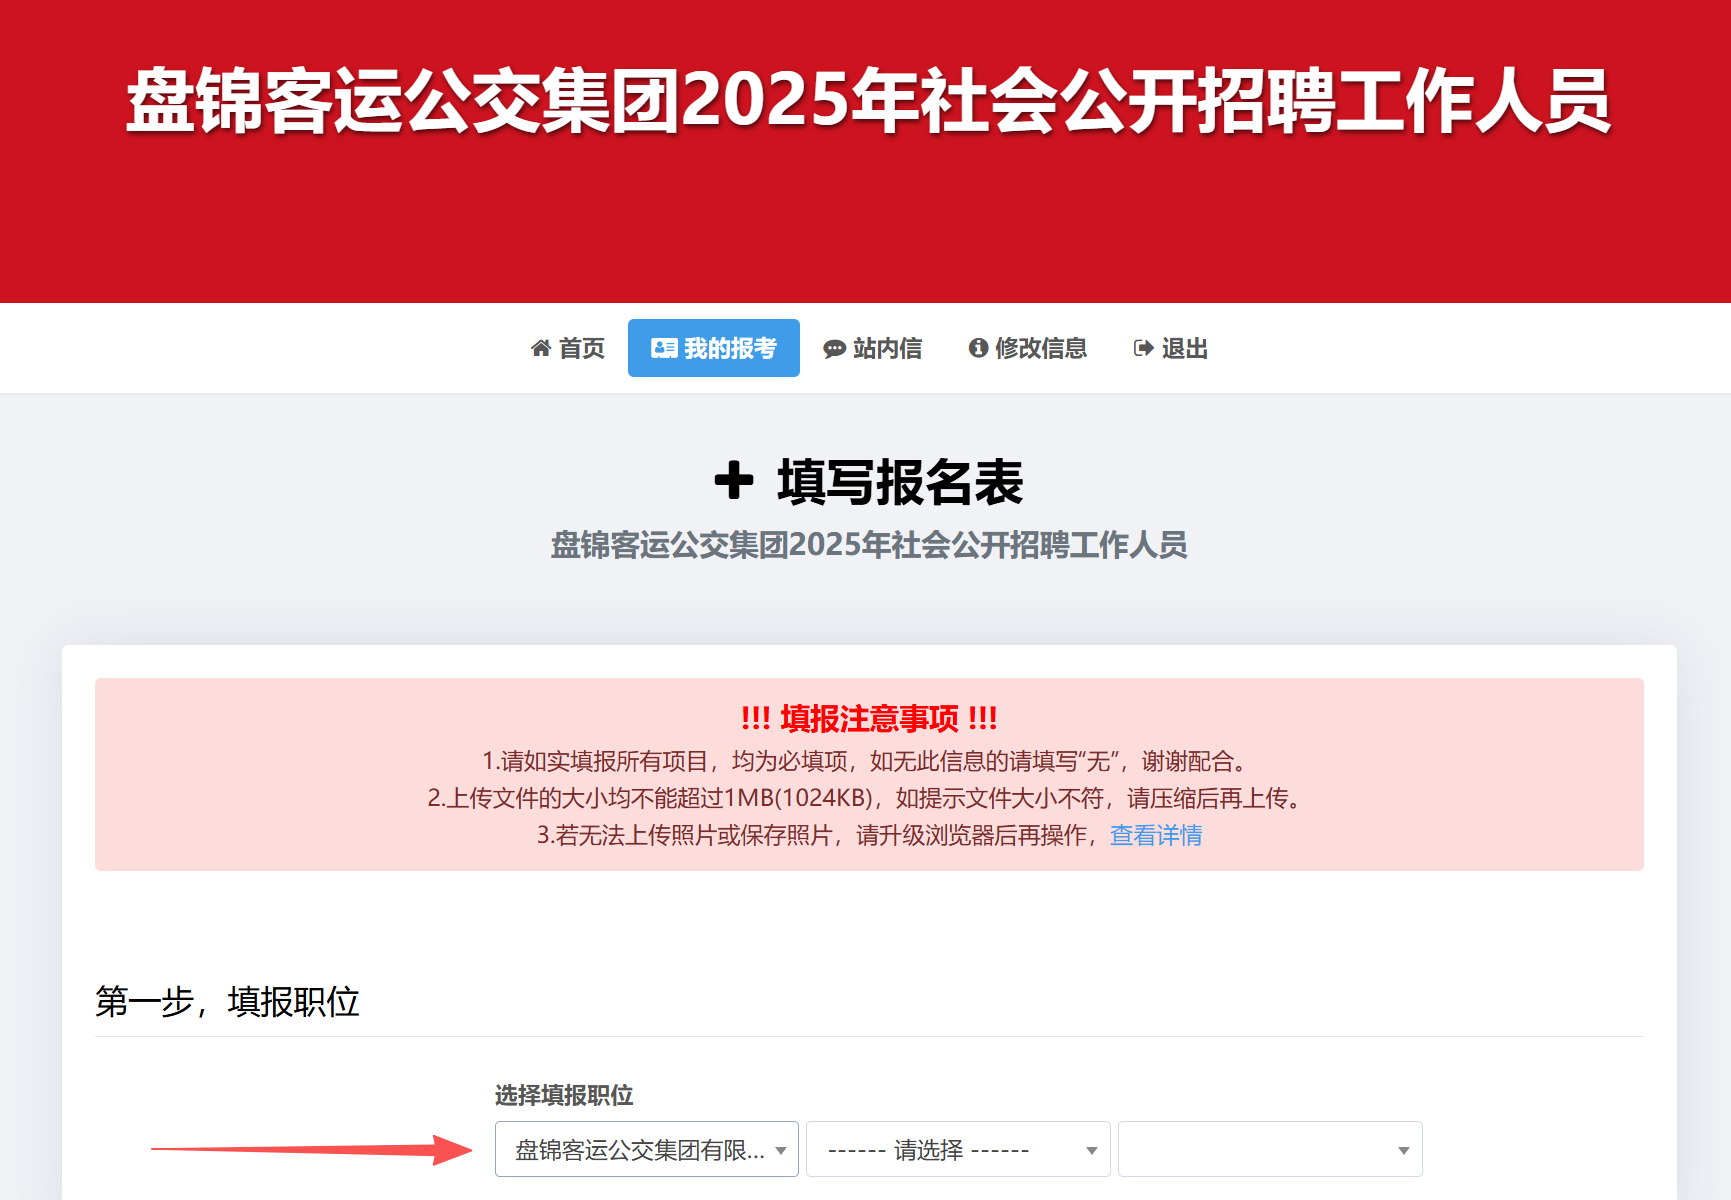 盘锦客运公交集团2025年社会公开招聘工作人员
首页 我的报考 站内信 修改信息 退出
填写报名表
盘锦客运公交集团2025年社会公开招聘工作人员
!!! 填报注意事项 !!!
1.请如实填报所有项目，均为必填项，如无此信息的请填写“无”，谢谢配合。
2.上传文件的大小均不能超过1MB(1024KB)，如提示文件大小不符，请压缩后再上传。
3.若无法上传照片或保存照片，请升级浏览器后再操作，查看详情
第一步，填报职位
选择填报职位
盘锦客运公交集团有限... ------ 请选择 ------